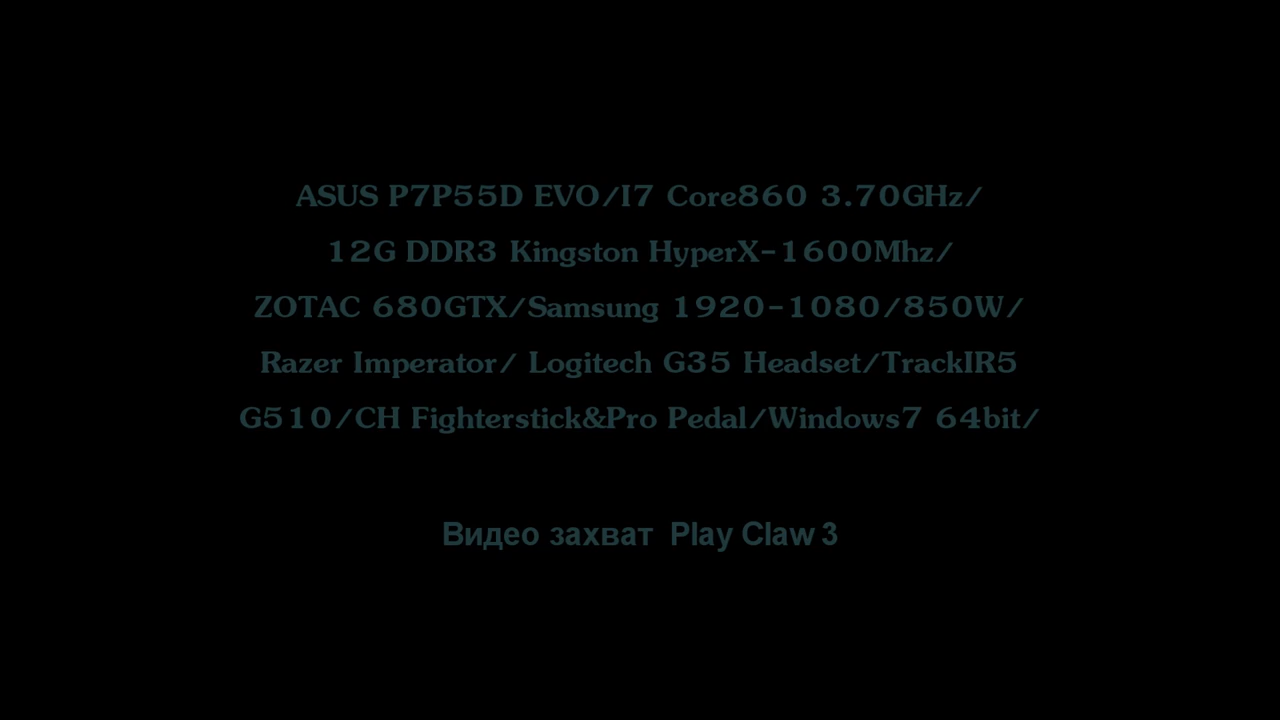 ASUS P7P55D EVO/I7 Core860 3.70GHz/
12G DDR3 Kingston HyperX-1600Mhz/
ZOTAC 680GTX/Samsung 1920-1080/850W/
Razer Imperator/ Logitech G35 Headset/TrackIR5
G510/CH Fighterstick&Pro Pedal/Windows7 64bit/
Видео захват Play Claw 3